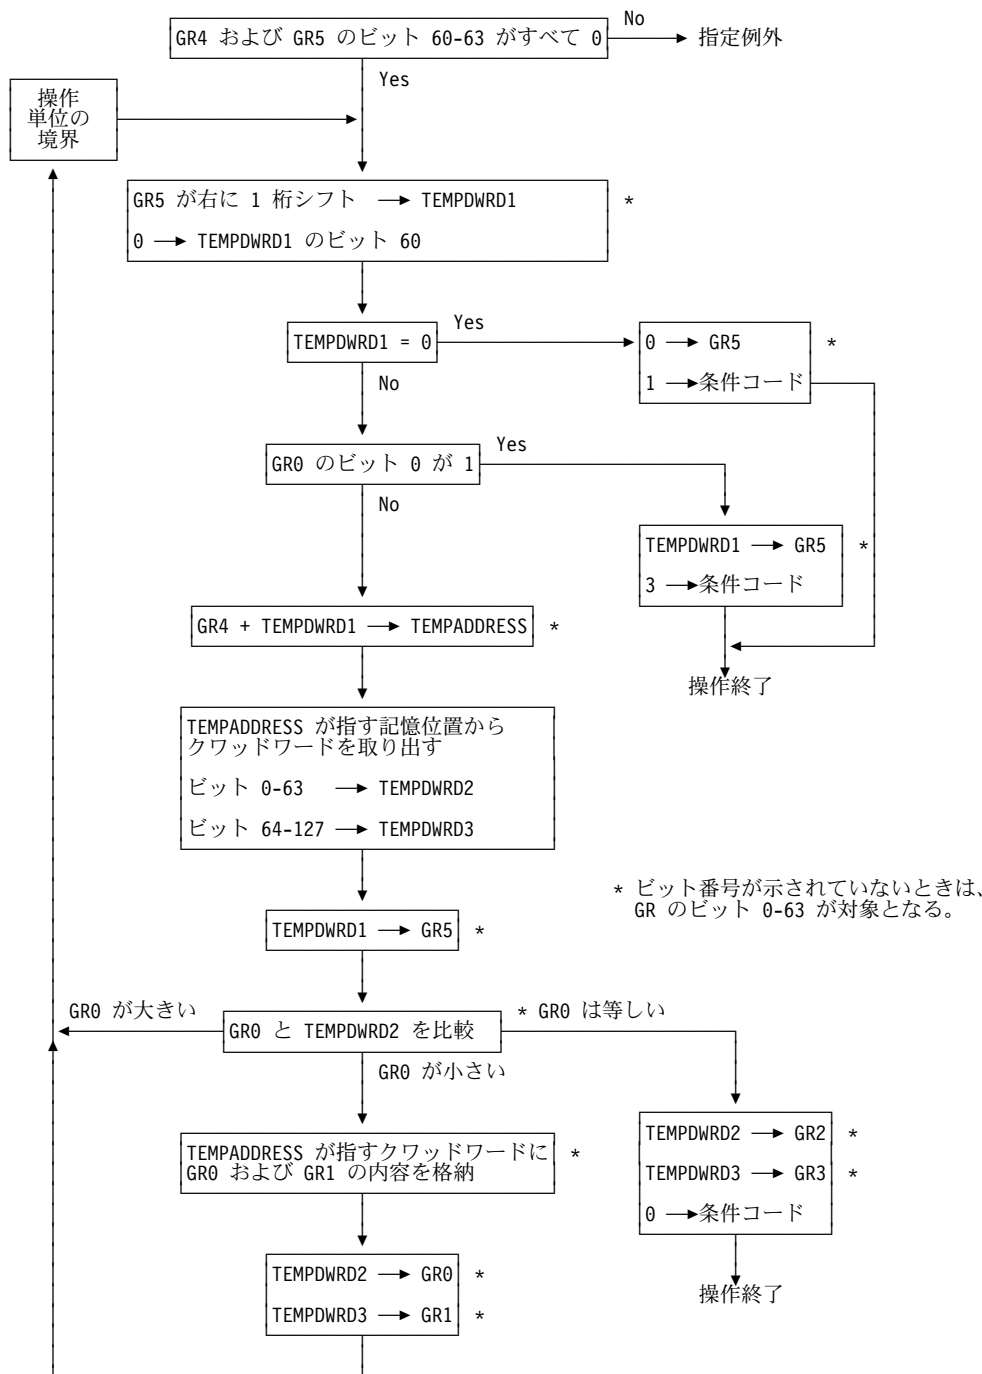 GR4 および GR5 のビット 60-63 がすべて 0
No
指定例外
Yes
操作
単位の
境界
GR5 が右に 1 桁シフト → TEMPDWRD1
*
0 → TEMPDWRD1 のビット 60
TEMPDWRD1 = 0
Yes
0 → GR5
*
1 → 条件コード
No
GR0 のビット 0 が 1
Yes
No
TEMPDWRD1 → GR5
*
3 → 条件コード
GR4 + TEMPDWRD1 → TEMPADDRESS
*
操作終了
TEMPADDRESS が指す記憶位置から
クワッドワードを取り出す
ビット 0-63 → TEMPDWRD2
ビット 64-127 → TEMPDWRD3
* ビット番号が示されていないときは、
GR のビット 0-63 が対象となる。
TEMPDWRD1 → GR5
*
GR0 が大きい
GR0 と TEMPDWRD2 を比較
* GR0 は等しい
GR0 が小さい
TEMPADDRESS が指すクワッドワードに
GR0 および GR1 の内容を格納
*
TEMPDWRD2 → GR2
*
TEMPDWRD3 → GR3
*
0 → 条件コード
TEMPDWRD2 → GR0
*
TEMPDWRD3 → GR1
*
操作終了